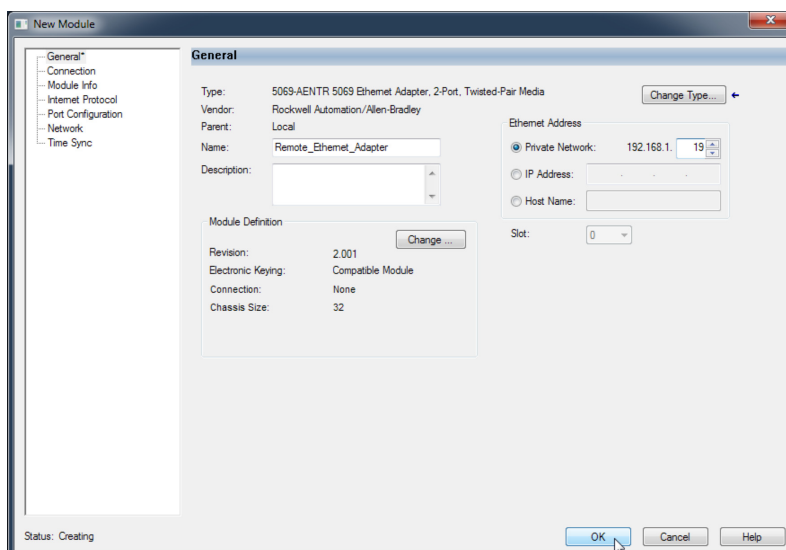 New Module
General*
Connection
Module Info
Internet Protocol
Port Configuration
Network
Time Sync
General
Type: 5069-AENTR 5069 Ethernet Adapter, 2-Port, Twisted-Pair Media
Change Type...
Vendor: Rockwell Automation/Allen-Bradley
Parent: Local
Name: Remote_Ethernet_Adapter
Description:
Ethernet Address
Private Network: 192.168.1. 19
IP Address: . . .
Host Name:
Slot: 0
Module Definition
Change ...
Revision: 2.001
Electronic Keying: Compatible Module
Connection: None
Chassis Size: 32
Status: Creating
OK Cancel Help